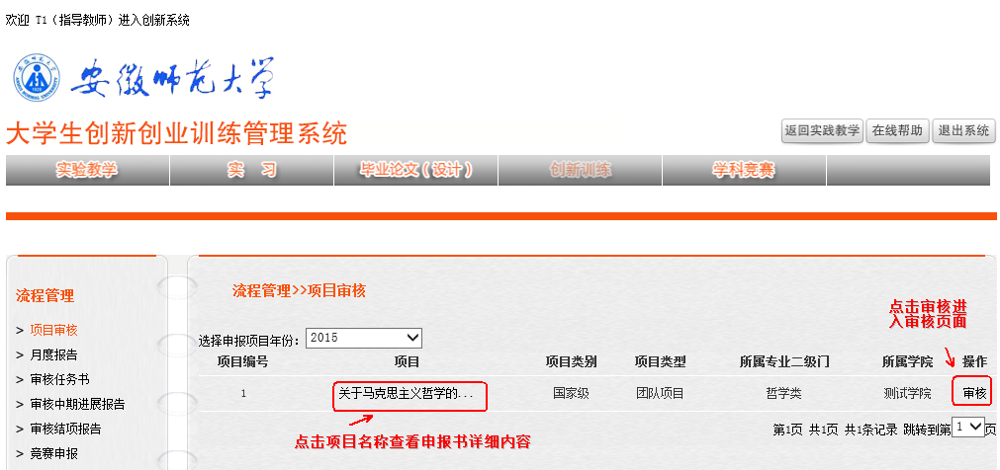 欢迎 T1（指导教师）进入创新系统
安徽师范大学
大学生创新创业训练管理系统
返回实践教学 在线帮助 退出系统
实验教学 实 习 毕业论文（设计） 创新训练 学科竞赛
流程管理
> 项目审核
> 月度报告
> 审核任务书
> 审核中期进展报告
> 审核结项报告
> 竞赛申报
流程管理>>项目审核
点击审核进
入审核页面
选择申报项目年份: 2015
项目编号 项目 项目类别 项目类型 所属专业二级门 所属学院 操作
1 关于马克思主义哲学的... 国家级 团队项目 哲学类 测试学院 审核
第1页 共1页 共1条记录 跳转到第 1 页
点击项目名称查看申报书详细内容